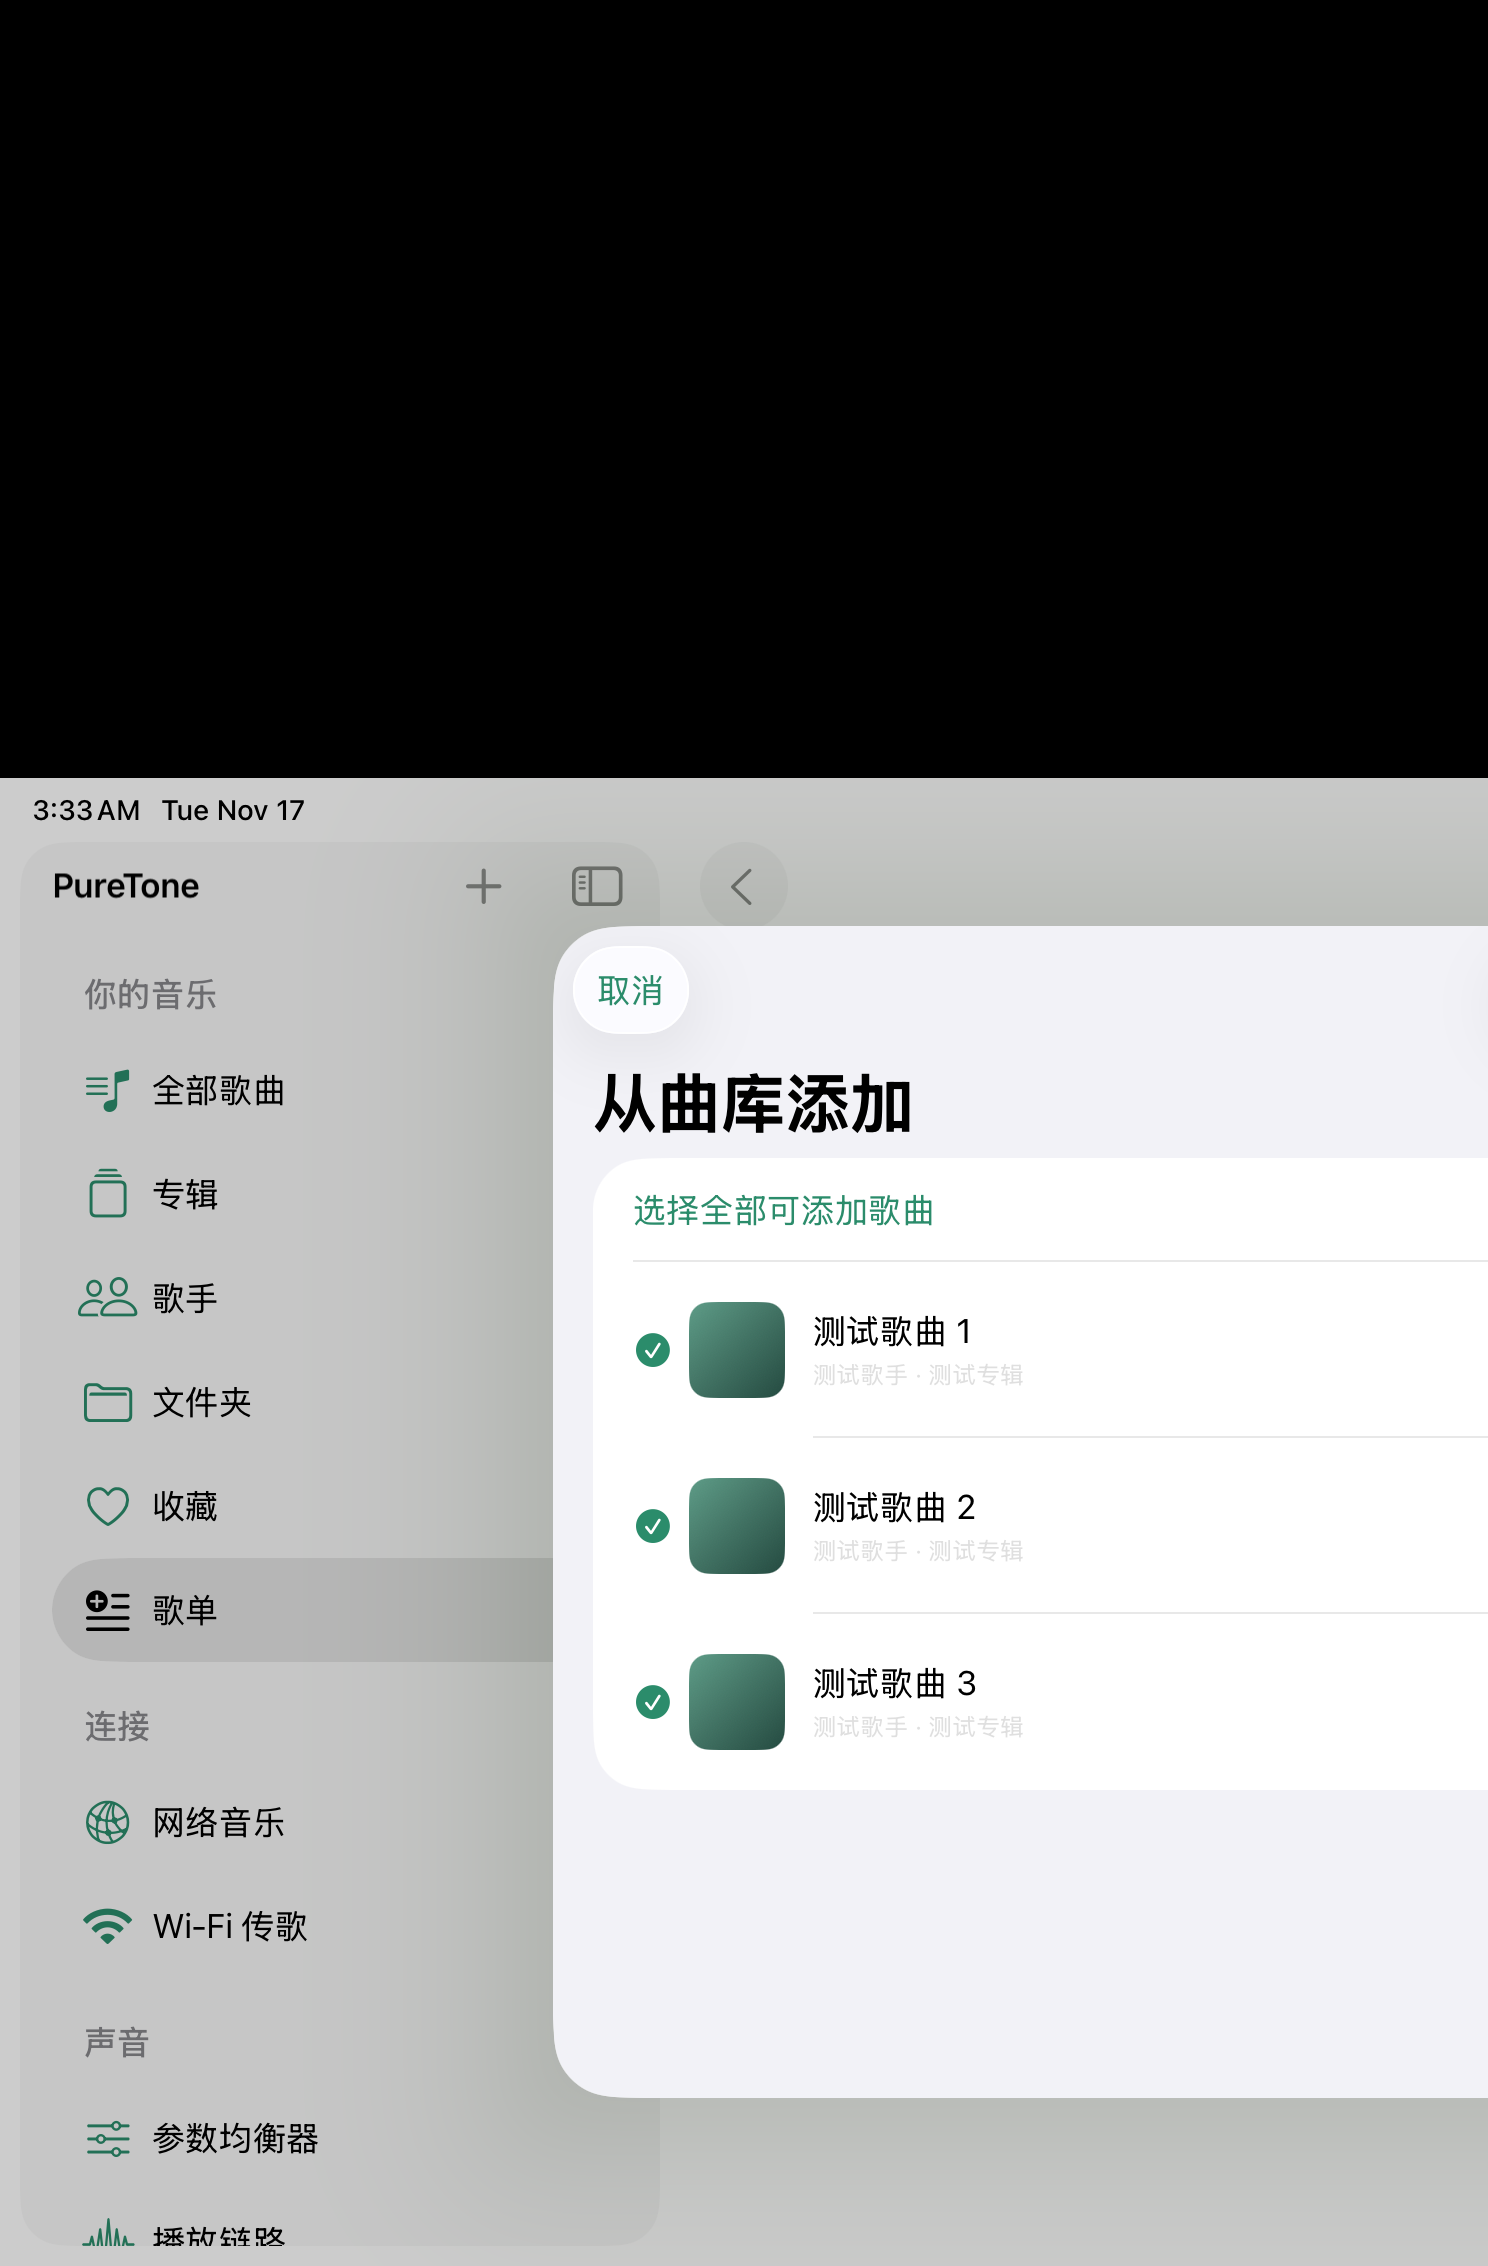 3:33 AM Tue Nov 17
PureTone
你的音乐
全部歌曲
专辑
歌手
文件夹
收藏
歌单
连接
网络音乐
Wi-Fi 传歌
声音
参数均衡器
播放链路
取消
从曲库添加
选择全部可添加歌曲
测试歌曲 1
测试歌手 · 测试专辑
测试歌曲 2
测试歌手 · 测试专辑
测试歌曲 3
测试歌手 · 测试专辑